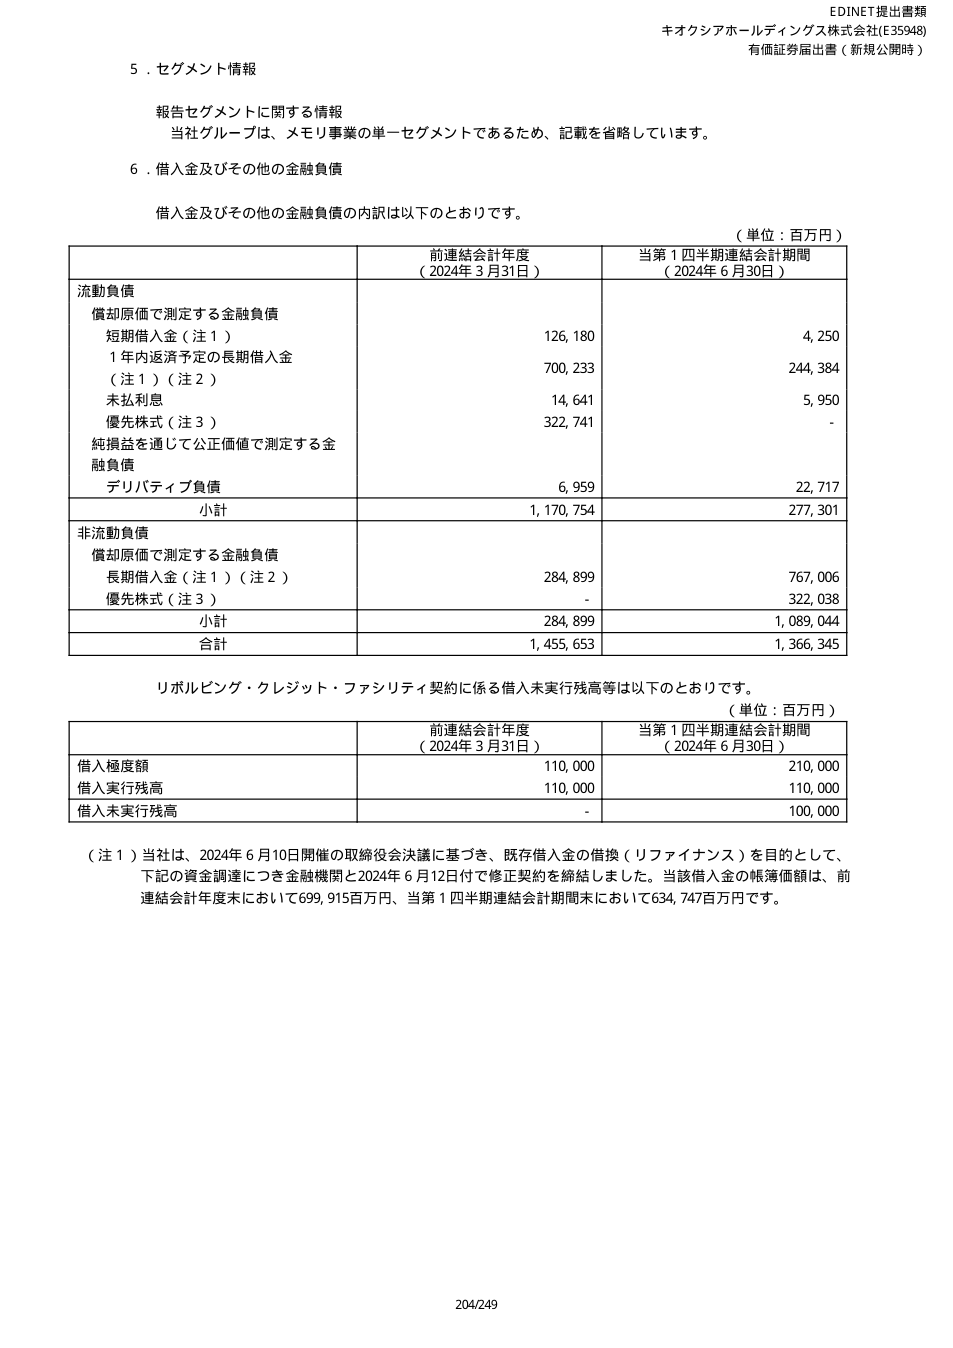 EDINET提出書類
キオクシアホールディングス株式会社(E35948)
有価証券届出書（新規公開時）
５．セグメント情報
報告セグメントに関する情報
当社グループは、メモリ事業の単一セグメントであるため、記載を省略しています。
６．借入金及びその他の金融負債
借入金及びその他の金融負債の内訳は以下のとおりです。
（単位：百万円）
前連結会計年度 当第１四半期連結会計期間
（2024年３月31日） （2024年６月30日）
流動負債
償却原価で測定する金融負債
短期借入金（注１） 126,180 4,250
１年内返済予定の長期借入金
（注１）（注２） 700,233 244,384
未払利息 14,641 5,950
優先株式（注３） 322,741 -
純損益を通じて公正価値で測定する金
融負債
デリバティブ負債 6,959 22,717
小計 1,170,754 277,301
非流動負債
償却原価で測定する金融負債
長期借入金（注１）（注２） 284,899 767,006
優先株式（注３） - 322,038
小計 284,899 1,089,044
合計 1,455,653 1,366,345
リボルビング・クレジット・ファシリティ契約に係る借入未実行残高等は以下のとおりです。
（単位：百万円）
前連結会計年度 当第１四半期連結会計期間
（2024年３月31日） （2024年６月30日）
借入極度額 110,000 210,000
借入実行残高 110,000 110,000
借入未実行残高 - 100,000
（注１）当社は、2024年６月10日開催の取締役会決議に基づき、既存借入金の借換（リファイナンス）を目的として、
下記の資金調達につき金融機関と2024年６月12日付で修正契約を締結しました。当該借入金の帳簿価額は、前
連結会計年度末において699,915百万円、当第１四半期連結会計期間末において634,747百万円です。
204/249